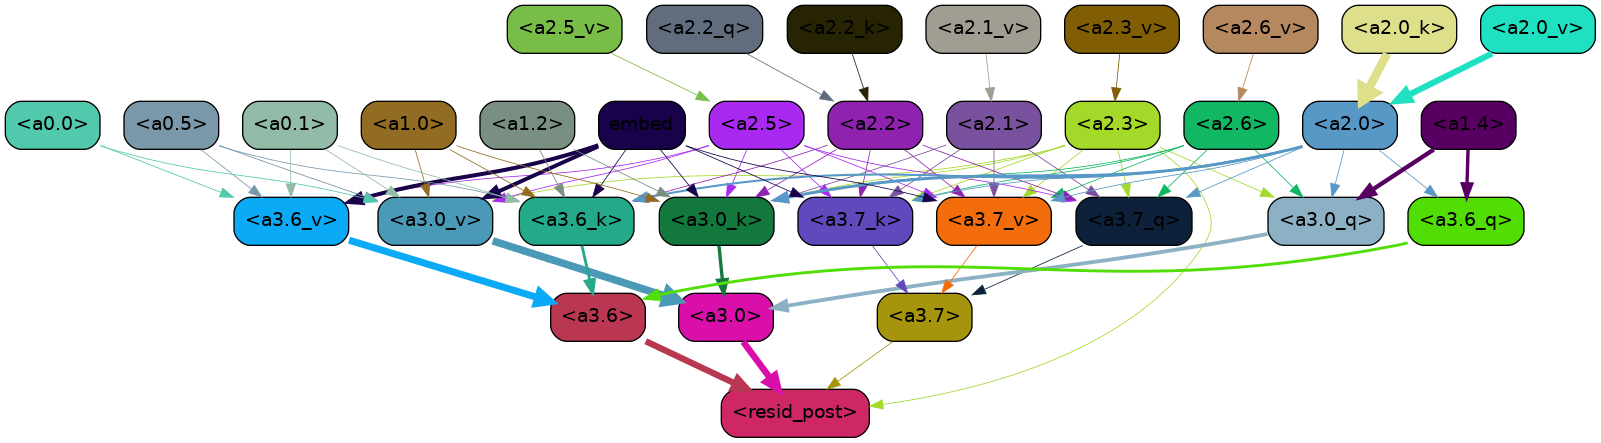 <a2.5_v> <a2.2_q> <a2.2_k> <a2.1_v> <a2.3_v> <a2.6_v> <a2.0_k> <a2.0_v>
<a0.0> <a0.5> <a0.1> <a1.0> <a1.2> embed <a2.5> <a2.2> <a2.1> <a2.3> <a2.6> <a2.0> <a1.4>
<a3.6_v> <a3.0_v> <a3.6_k> <a3.0_k> <a3.7_k> <a3.7_v> <a3.7_q> <a3.0_q> <a3.6_q>
<a3.6> <a3.0> <a3.7>
<resid_post>